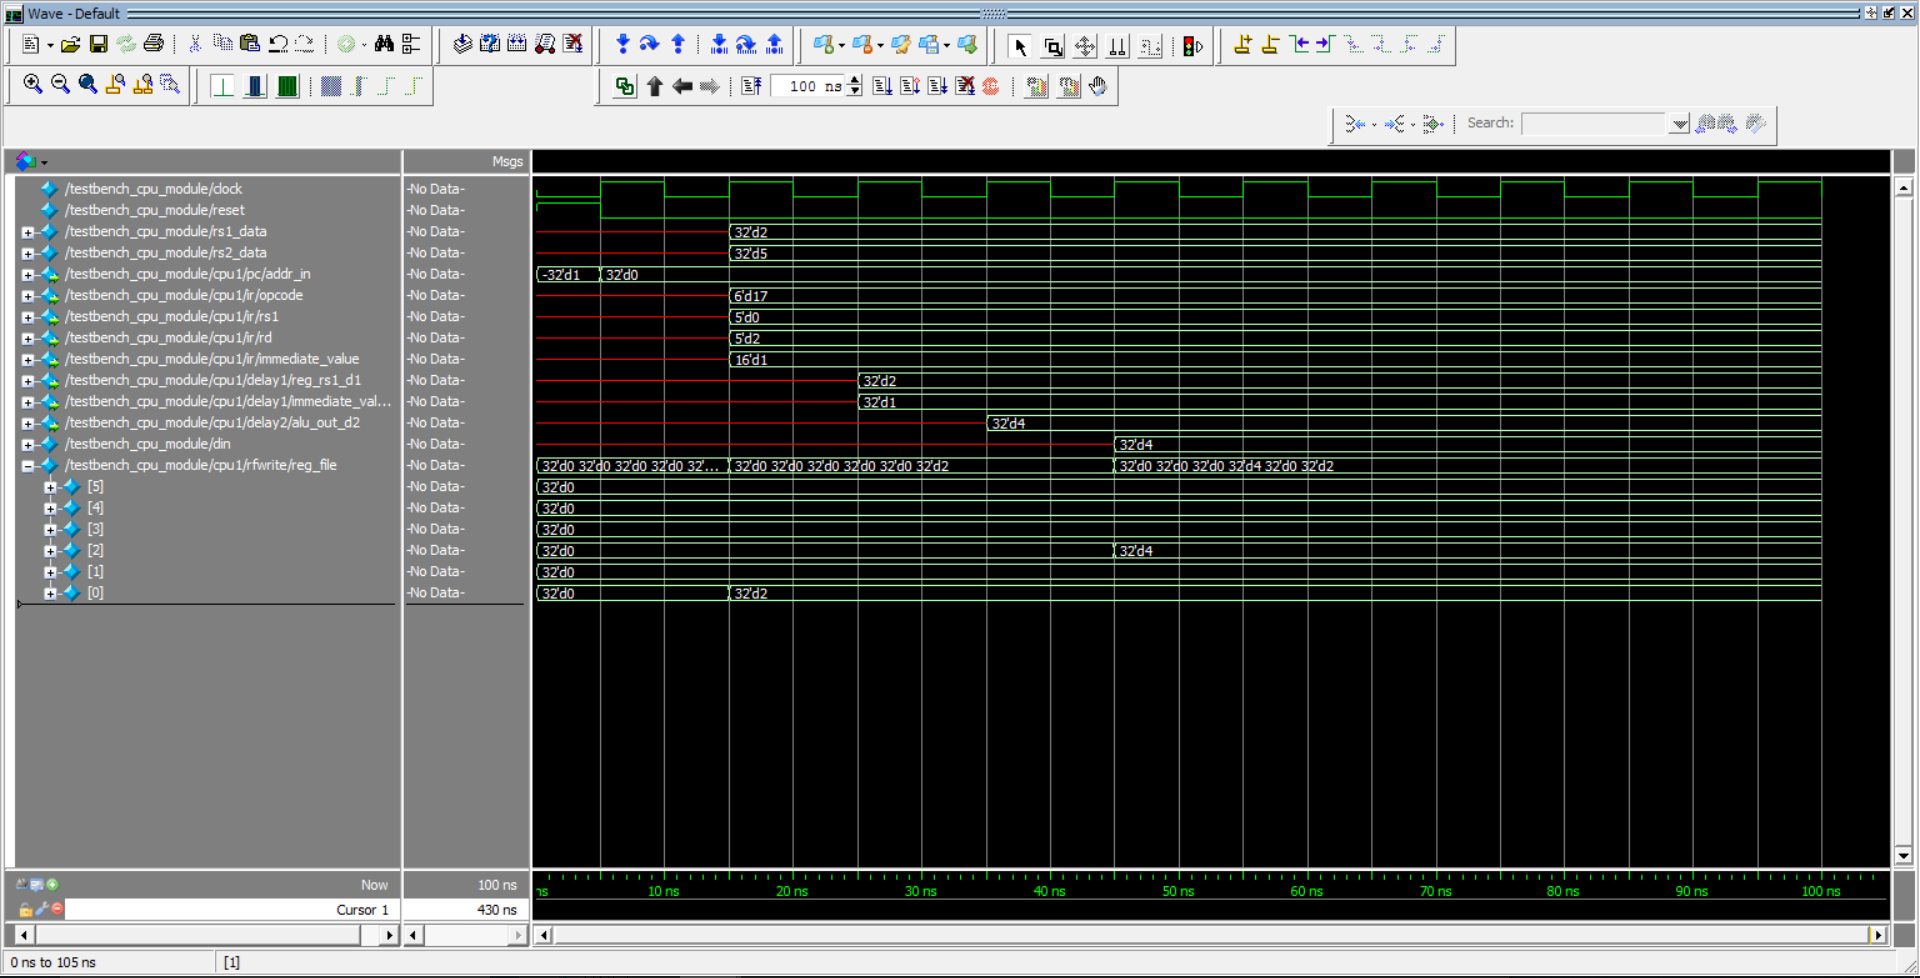 Wave - Default
100 ns
Search:
Msgs
/testbench_cpu_module/clock -No Data-
/testbench_cpu_module/reset -No Data-
/testbench_cpu_module/rs1_data -No Data- 32'd2
/testbench_cpu_module/rs2_data -No Data- 32'd5
/testbench_cpu_module/cpu1/pc/addr_in -No Data- -32'd1 32'd0
/testbench_cpu_module/cpu1/ir/opcode -No Data- 6'd17
/testbench_cpu_module/cpu1/ir/rs1 -No Data- 5'd0
/testbench_cpu_module/cpu1/ir/rd -No Data- 5'd2
/testbench_cpu_module/cpu1/ir/immediate_value -No Data- 16'd1
/testbench_cpu_module/cpu1/delay1/reg_rs1_d1 -No Data- 32'd2
/testbench_cpu_module/cpu1/delay1/immediate_val... -No Data- 32'd1
/testbench_cpu_module/cpu1/delay2/alu_out_d2 -No Data- 32'd4
/testbench_cpu_module/din -No Data- 32'd4
/testbench_cpu_module/cpu1/rfwrite/reg_file -No Data- 32'd0 32'd0 32'd0 32'd0 32'... 32'd0 32'd0 32'd0 32'd0 32'd0 32'd2 32'd0 32'd0 32'd0 32'd4 32'd0 32'd2
[5] -No Data- 32'd0
[4] -No Data- 32'd0
[3] -No Data- 32'd0
[2] -No Data- 32'd0 32'd4
[1] -No Data- 32'd0
[0] -No Data- 32'd0 32'd2
Now 100 ns
ns 10 ns 20 ns 30 ns 40 ns 50 ns 60 ns 70 ns 80 ns 90 ns 100 ns
Cursor 1 430 ns
0 ns to 105 ns [1]